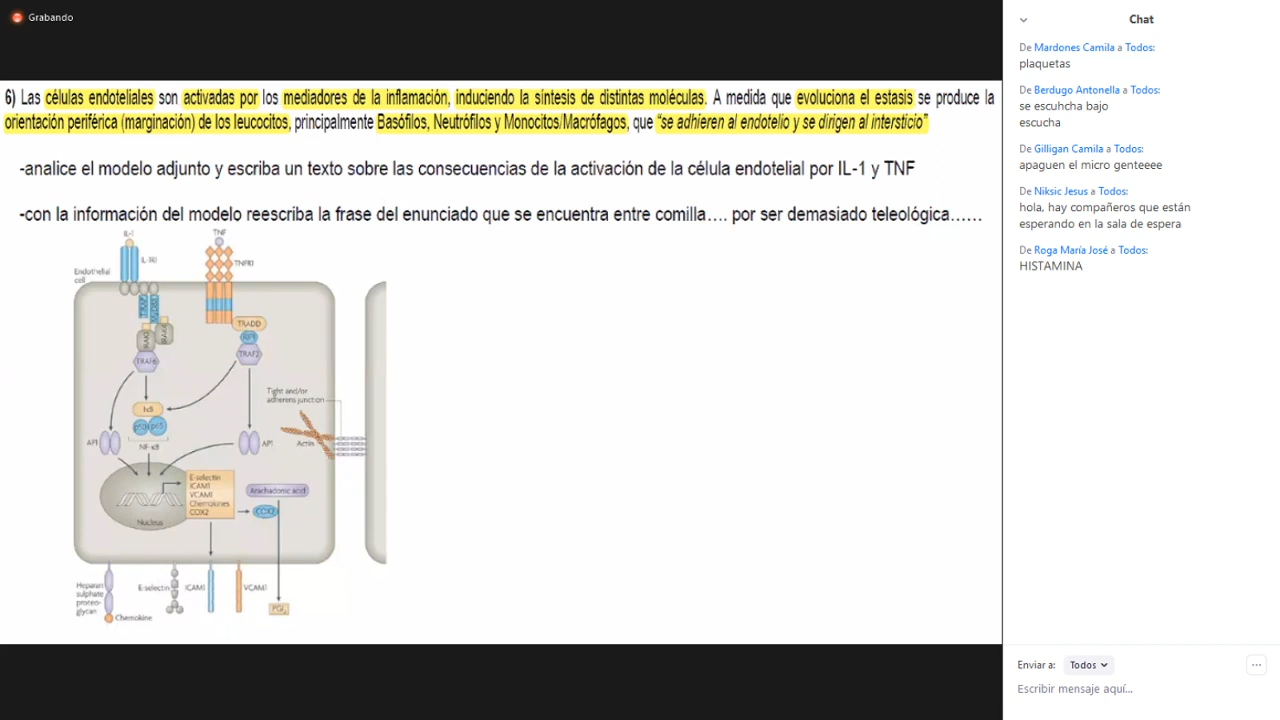 Grabando
6) Las células endoteliales son activadas por los mediadores de la inflamación, induciendo la síntesis de distintas moléculas. A medida que evoluciona el estasis se produce la
orientación periférica (marginación) de los leucocitos, principalmente Basófilos, Neutrófilos y Monocitos/Macrófagos, que "se adhieren al endotelio y se dirigen al intersticio"
-analice el modelo adjunto y escriba un texto sobre las consecuencias de la activación de la célula endotelial por IL-1 y TNF
-con la información del modelo reescriba la frase del enunciado que se encuentra entre comilla…. por ser demasiado teleológica……
IL-1
TNF
TNFR1
Endothelial
cell
TRADD
RIP1
TRAF6
TRAF2
Tight and/or
adherens junction
IκB
p50 p65
AP1
NF-κB
AP1
Actin
E-selectin
ICAM1
VCAM1
Chemokines
COX2
Arachadonic acid
COX2
Nucleus
Heparan
sulphate
proteo-
glycan
E-selectin
ICAM1
VCAM1
Chemokine
PGI2
Chat
De Mardones Camila a Todos:
plaquetas
De Berdugo Antonella a Todos:
se escuhcha bajo
escucha
De Gilligan Camila a Todos:
apaguen el micro genteeee
De Niksic Jesus a Todos:
hola, hay compañeros que están
esperando en la sala de espera
De Roga María José a Todos:
HISTAMINA
Enviar a: Todos
Escribir mensaje aquí...